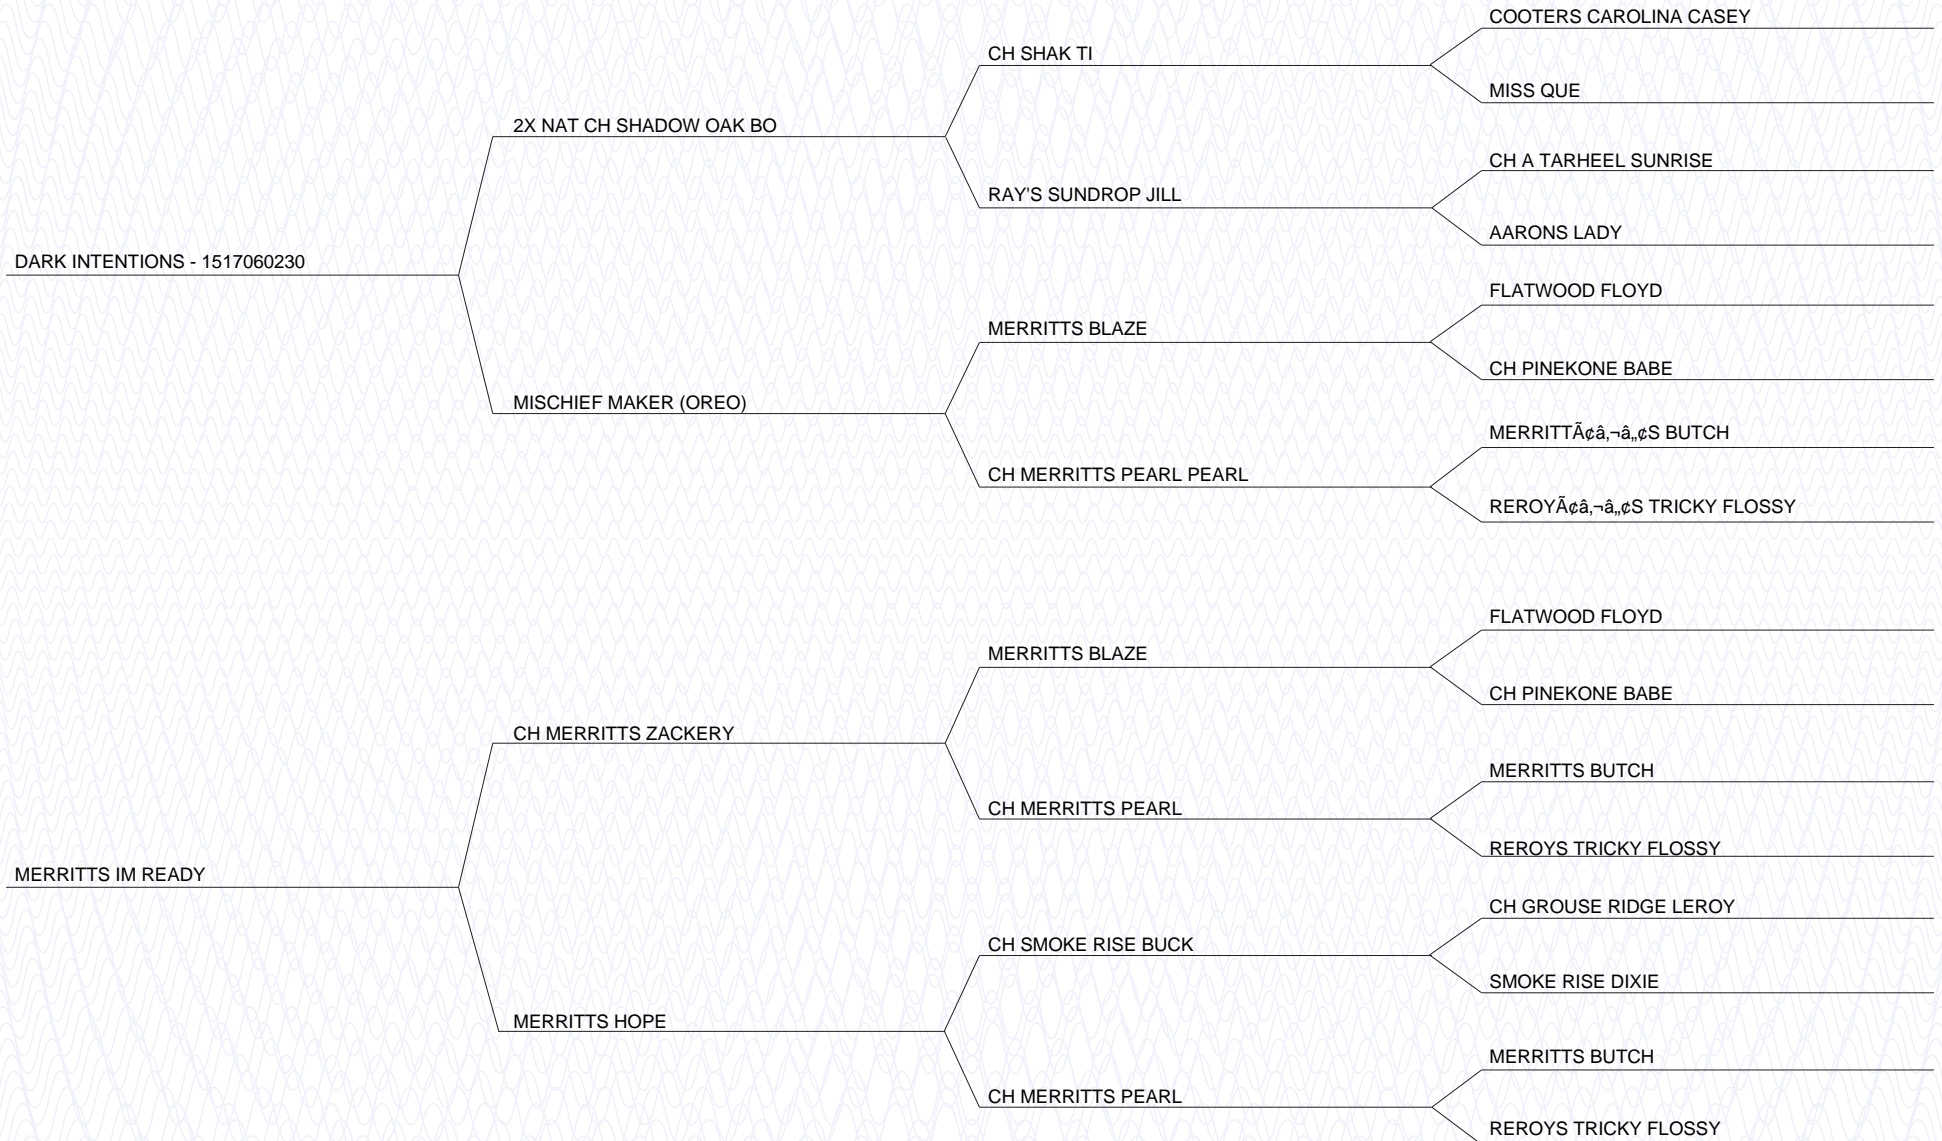 COOTERS CAROLINA CASEY
CH SHAK TI
MISS QUE
2X NAT CH SHADOW OAK BO
CH A TARHEEL SUNRISE
RAY'S SUNDROP JILL
AARONS LADY
DARK INTENTIONS - 1517060230
FLATWOOD FLOYD
MERRITTS BLAZE
CH PINEKONE BABE
MISCHIEF MAKER (OREO)
MERRITTÃ¢â‚¬â„¢S BUTCH
CH MERRITTS PEARL PEARL
REROYÃ¢â‚¬â„¢S TRICKY FLOSSY
FLATWOOD FLOYD
MERRITTS BLAZE
CH PINEKONE BABE
CH MERRITTS ZACKERY
MERRITTS BUTCH
CH MERRITTS PEARL
REROYS TRICKY FLOSSY
MERRITTS IM READY
CH GROUSE RIDGE LEROY
CH SMOKE RISE BUCK
SMOKE RISE DIXIE
MERRITTS HOPE
MERRITTS BUTCH
CH MERRITTS PEARL
REROYS TRICKY FLOSSY